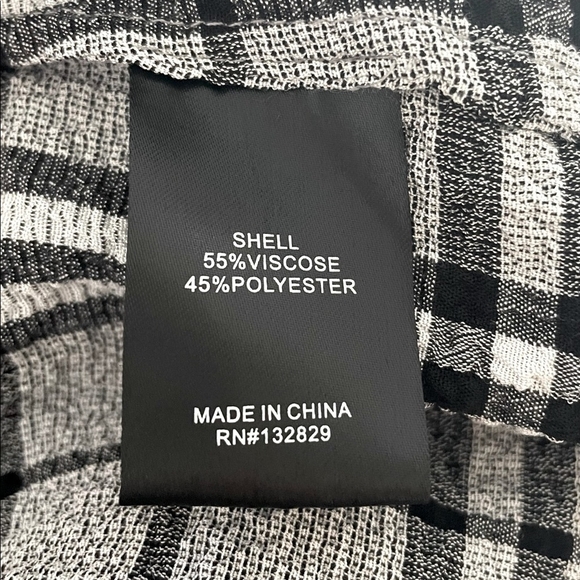 SHELL
55%VISCOSE
45%POLYESTER
MADE IN CHINA
RN#132829